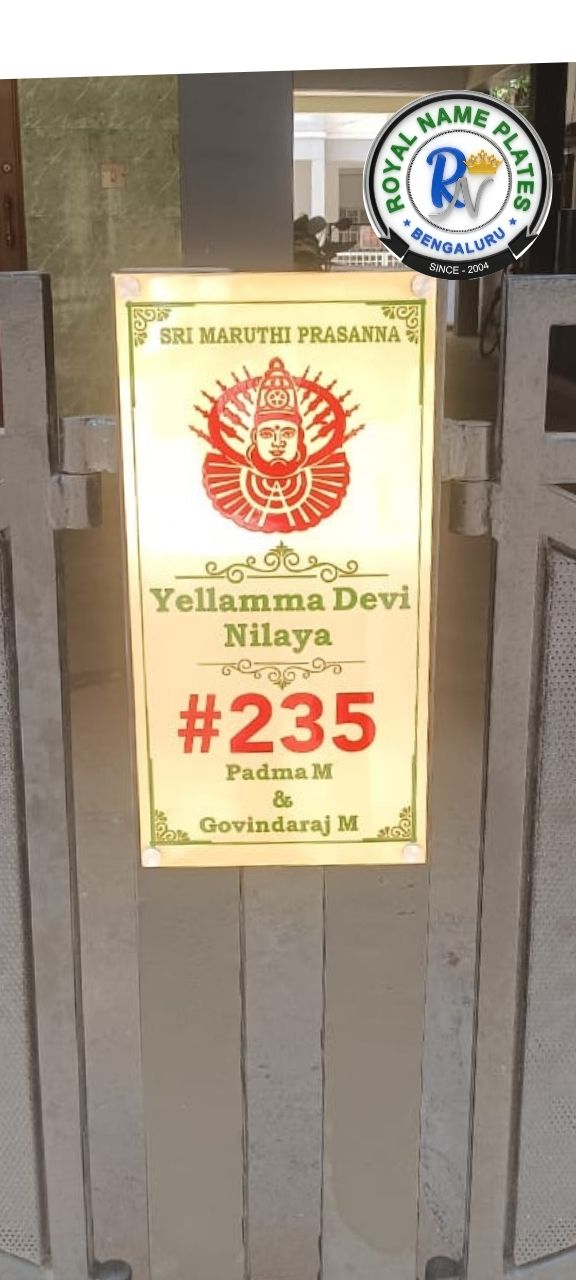 ROYAL NAME PLATES
RN
BENGALURU
SINCE - 2004
SRI MARUTHI PRASANNA
Yellamma Devi
Nilaya
#235
Padma M
&
Govindaraj M